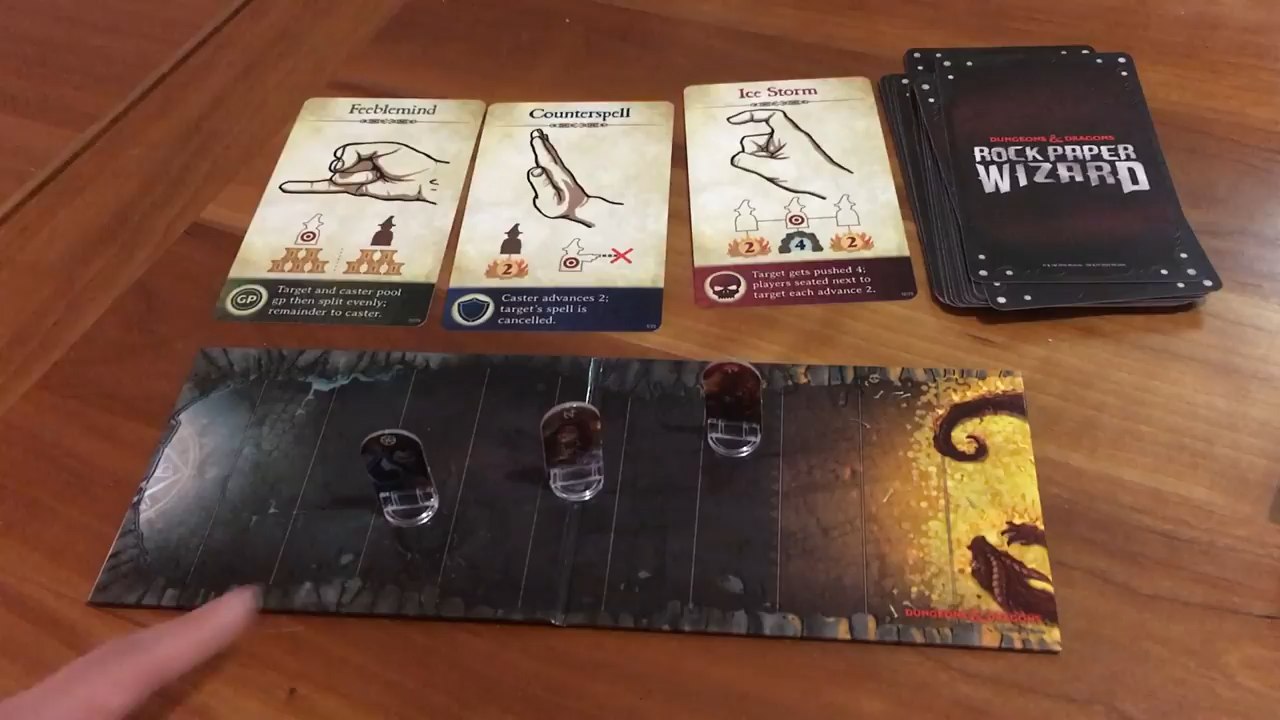 Feeblemind
Target and caster pool
gp then split evenly;
remainder to caster.
GP
Counterspell
2
Caster advances 2;
target's spell is
cancelled.
Ice Storm
2
4
2
Target gets pushed 4;
players seated next to
target each advance 2.
DUNGEONS & DRAGONS
ROCK PAPER
WIZARD
DUNGEONS & DRAGONS